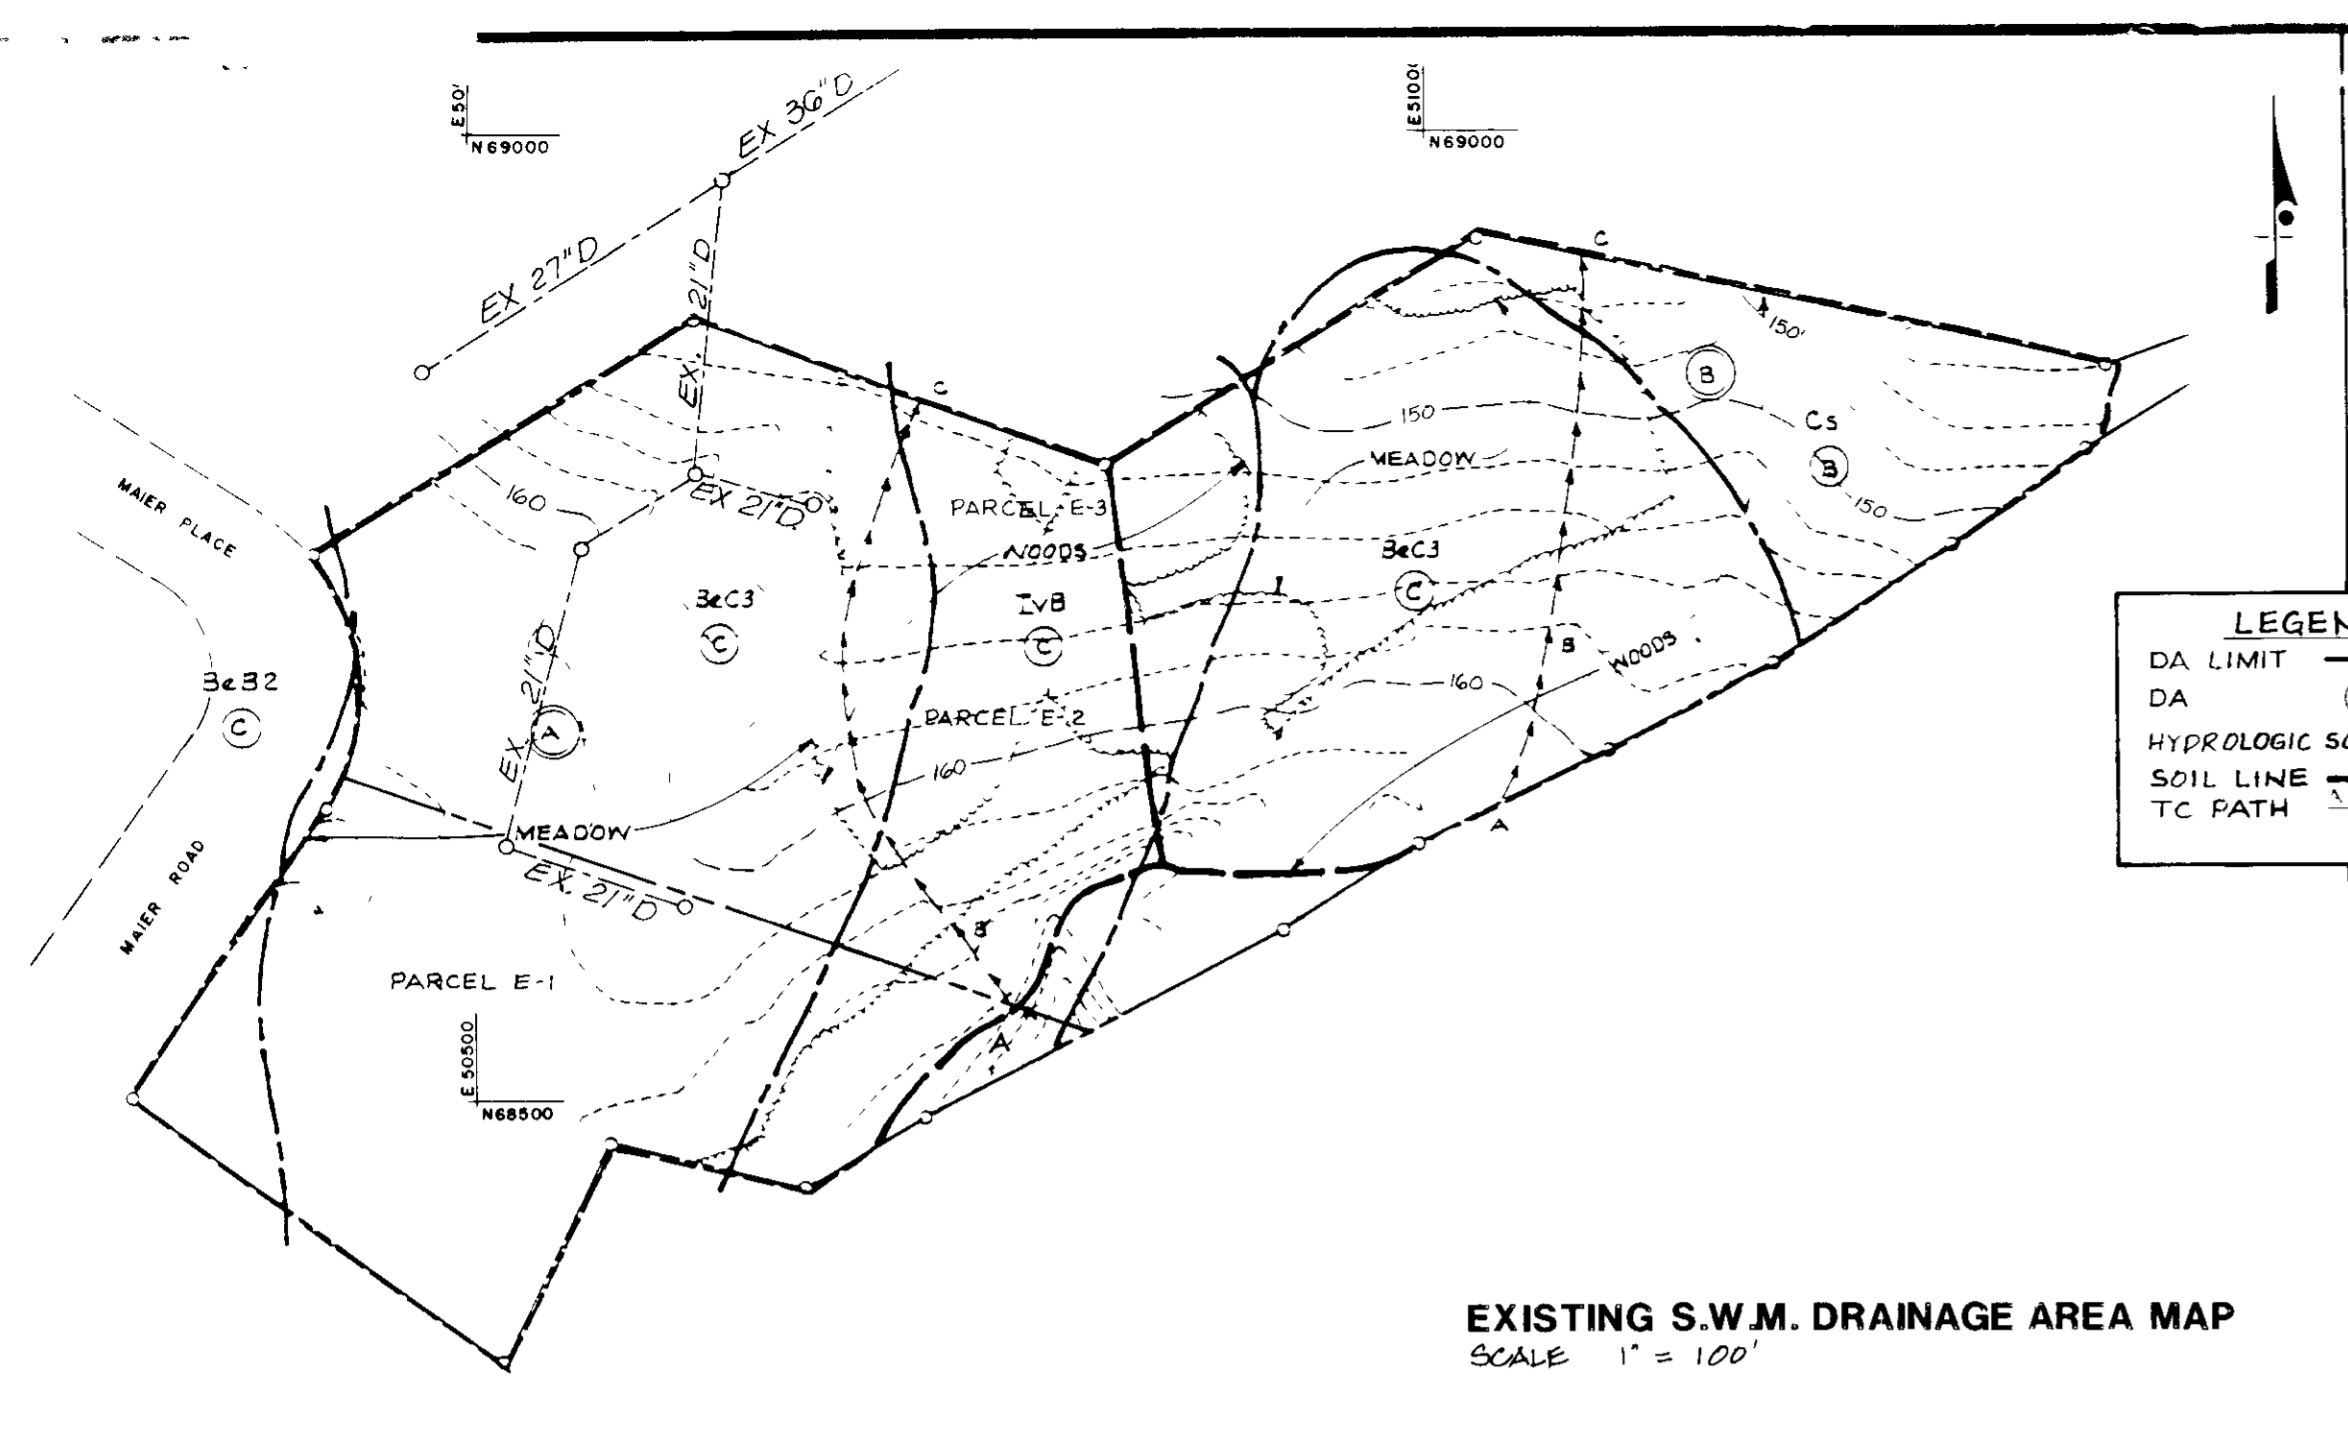 EX 36"D
N69000
E5100
N69000
EX 27"D
EX. 21"D
C
C
150'
B
150
Cs
MEADOW
B
150
160
EX 21"D
PARCEL E-3
WOODS
MAIER PLACE
BeC3
C
BeC3
C
IvB
C
B
WOODS
LEGEN
DA LIMIT
DA
HYDROLOGIC SO
SOIL LINE
TC PATH
BeB2
C
EX. 21"D
A
PARCEL E-2
160
160
MEADOW
A
EX. 21"D
MAIER ROAD
B
PARCEL E-1
A
E 50500
N68500
EXISTING S.W.M. DRAINAGE AREA MAP
SCALE 1" = 100'